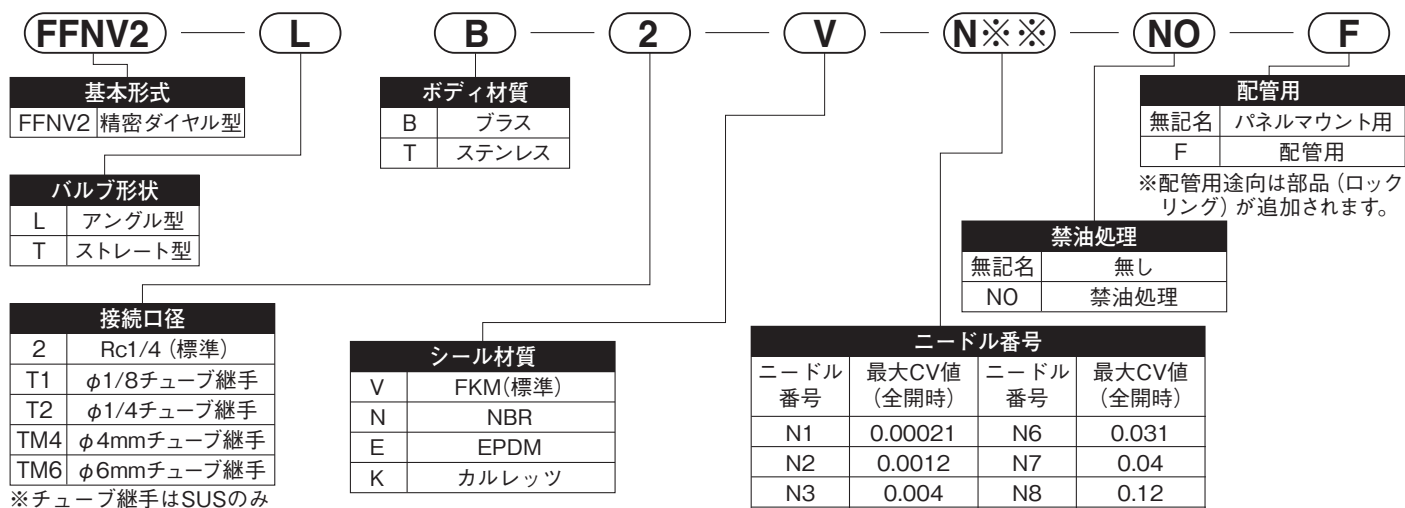 FFNV2 — L B — 2 — V — N※※ — NO — F
基本形式
FFNV2 精密ダイヤル型
バルブ形状
L アングル型
T ストレート型
ボディ材質
B ブラス
T ステンレス
配管用
無記名 パネルマウント用
F 配管用
※配管用途向は部品（ロック
リング）が追加されます。
禁油処理
無記名 無し
NO 禁油処理
接続口径
2 Rc1/4（標準）
T1 φ1/8チューブ継手
T2 φ1/4チューブ継手
TM4 φ4mmチューブ継手
TM6 φ6mmチューブ継手
※チューブ継手はSUSのみ
シール材質
V FKM(標準)
N NBR
E EPDM
K カルレッツ
ニードル番号
ニードル 最大CV値 ニードル 最大CV値
番号 （全開時） 番号 （全開時）
N1 0.00021 N6 0.031
N2 0.0012 N7 0.04
N3 0.004 N8 0.12